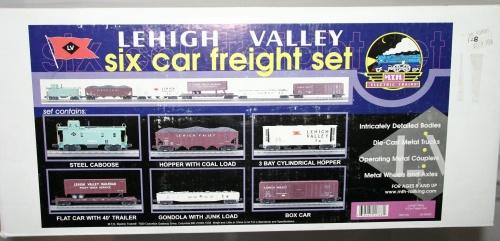 LV
LEHIGH VALLEY
six car freight set
M.T.H.
ELECTRIC TRAINS
set contains:
LEHIGH VALLEY
LEHIGH
VALLEY
STEEL CABOOSE
HOPPER WITH COAL LOAD
3 BAY CYLINDRICAL HOPPER
LEHIGH VALLEY RAILROAD
FLAT CAR WITH 40' TRAILER
GONDOLA WITH JUNK LOAD
BOX CAR
Intricately Detailed Bodies
Die-Cast Metal Trucks
Operating Metal Couplers
Metal Wheels and Axles
FOR AGES 8 AND UP
www.mth-railking.com